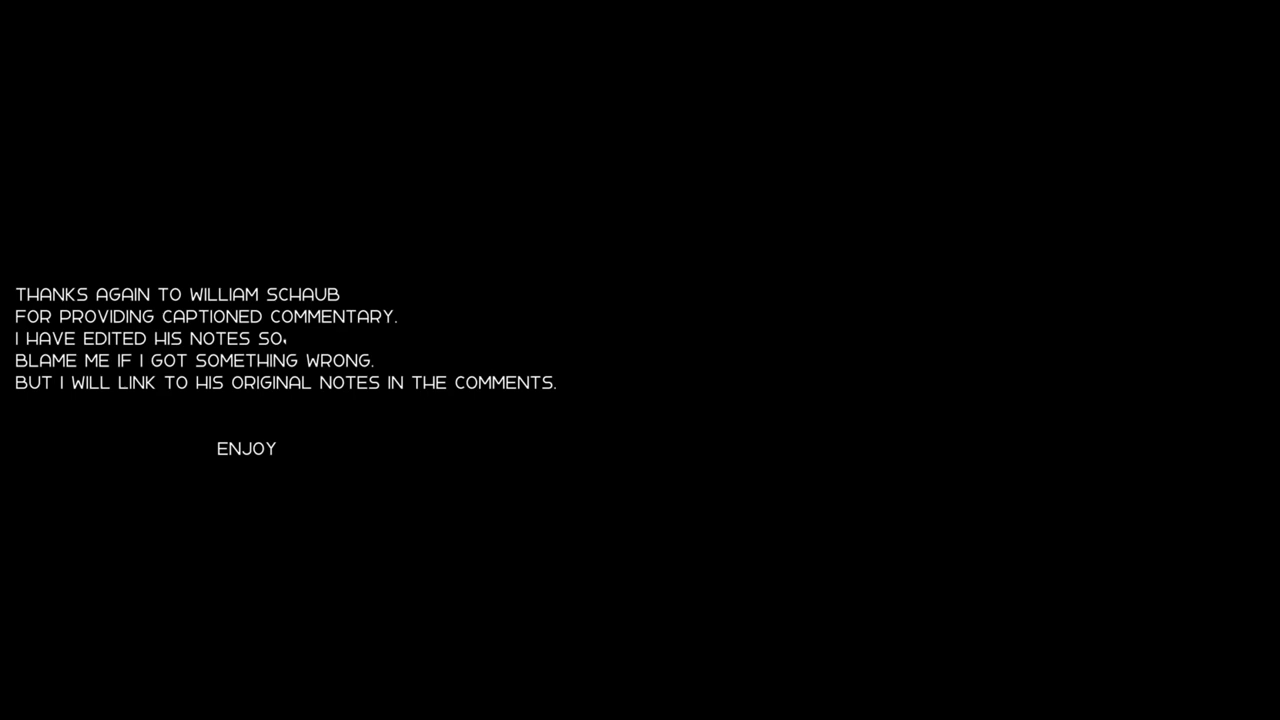 THANKS AGAIN TO WILLIAM SCHAUB
FOR PROVIDING CAPTIONED COMMENTARY.
I HAVE EDITED HIS NOTES SO,
BLAME ME IF I GOT SOMETHING WRONG.
BUT I WILL LINK TO HIS ORIGINAL NOTES IN THE COMMENTS.
ENJOY